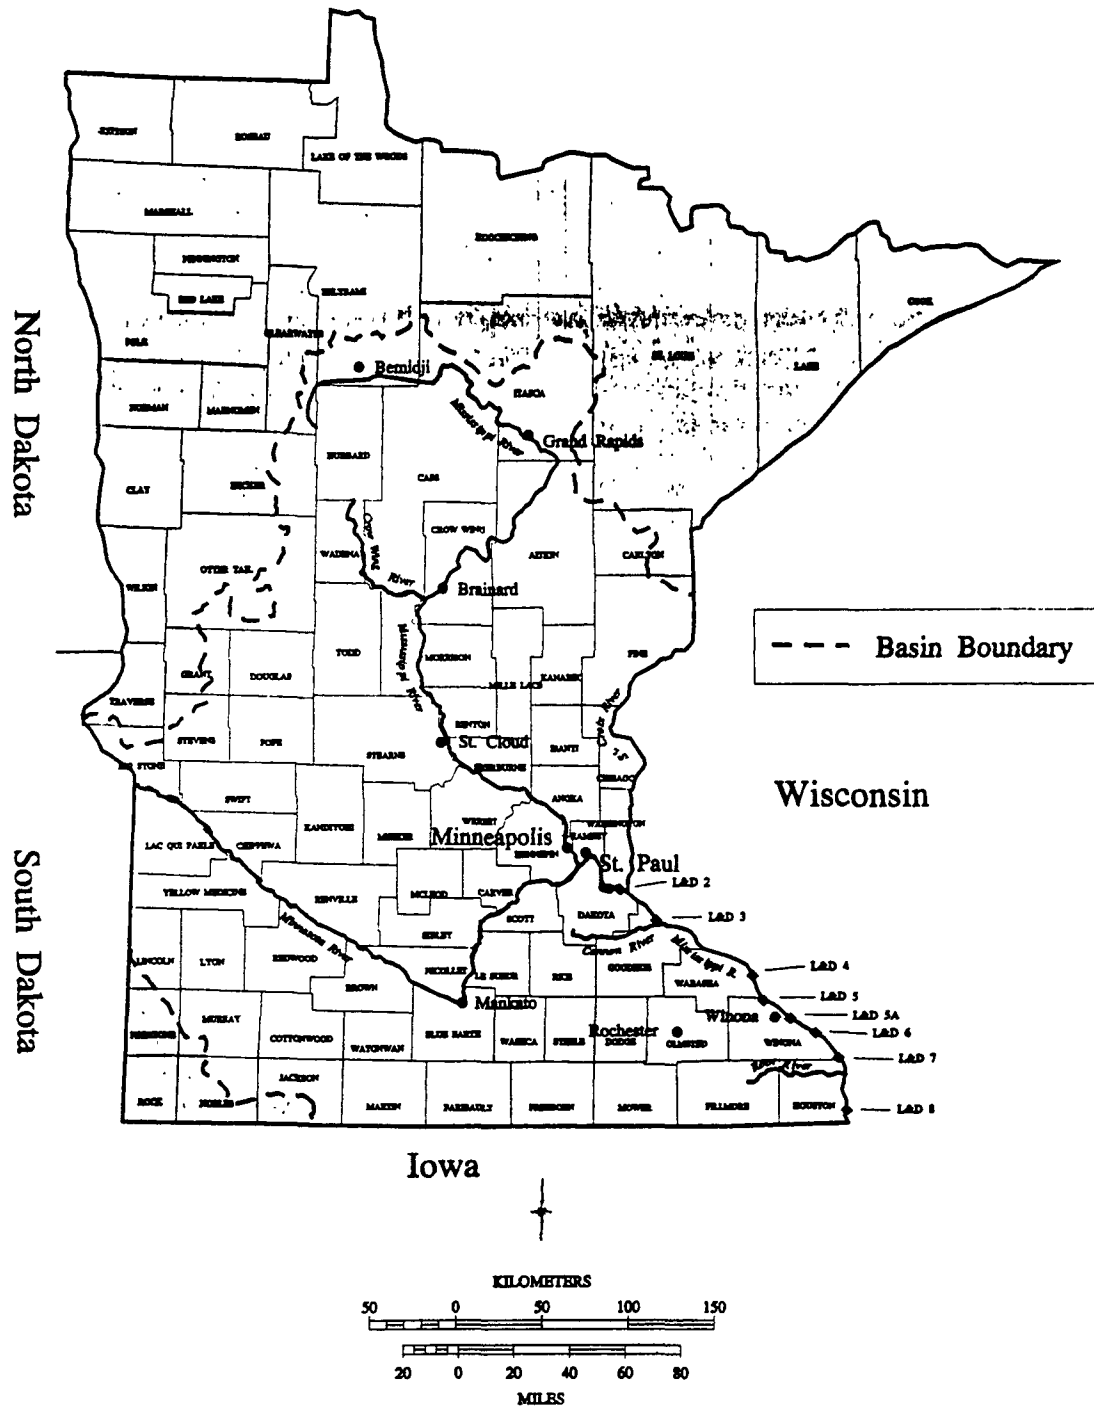 KITTSON
ROSEAU
LAKE OF THE WOODS
MARSHALL
KOOCHICHING
PENNINGTON
RED LAKE
BELTRAMI
COOK
CLEARWATER
POLK
ST. LOUIS
LAKE
Bemidji
ITASCA
NORMAN
MAHNOMEN
Mississippi River
Grand Rapids
HUBBARD
CASS
CLAY
BECKER
North Dakota
CROW WING
Crow Wing
River
WADENA
AITKIN
CARLTON
OTTER TAIL
WILKIN
Brainard
Basin Boundary
TODD
MORRISON
Mississippi River
PINE
GRANT
DOUGLAS
MILLE LACS
KANABEC
TRAVERSE
BENTON
St. Croix River
STEVENS
POPE
STEARNS
St. Cloud
ISANTI
BIG STONE
SHERBURNE
CHISAGO
Wisconsin
SWIFT
ANOKA
KANDIYOHI
MEEKER
WRIGHT
WASHINGTON
Minneapolis
RAMSEY
LAC QUI PARLE
CHIPPEWA
HENNEPIN
St. Paul
L&D 2
YELLOW MEDICINE
RENVILLE
MCLEOD
CARVER
SCOTT
DAKOTA
L&D 3
Minnesota River
SIBLEY
Cannon River
Mississippi R.
South Dakota
LINCOLN
LYON
REDWOOD
NICOLLET
LE SUEUR
RICE
GOODHUE
WABASHA
L&D 4
BROWN
Mankato
L&D 5
MURRAY
Winona
L&D 5A
COTTONWOOD
WATONWAN
BLUE EARTH
WASECA
STEELE
DODGE
Rochester
OLMSTED
WINONA
L&D 6
L&D 7
Root River
JACKSON
ROCK
NOBLES
MARTIN
FARIBAULT
FREEBORN
MOWER
FILLMORE
HOUSTON
L&D 8
Iowa
KILOMETERS
50 0 50 100 150
20 0 20 40 60 80
MILES